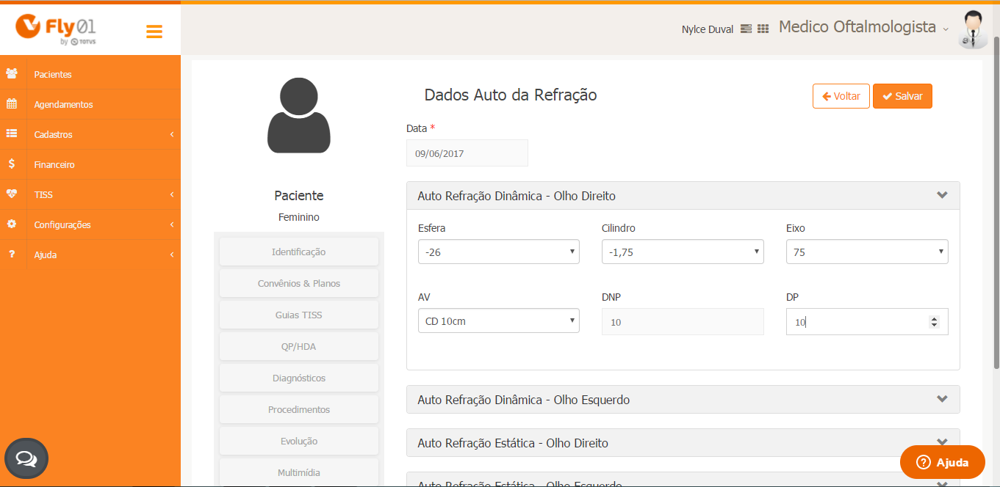 Fly01
by TOTVS
Nylce Duval
Medico Oftalmologista
Pacientes
Agendamentos
Cadastros
Financeiro
TISS
Configurações
Ajuda
Paciente
Feminino
Identificação
Convênios & Planos
Guias TISS
QP/HDA
Diagnósticos
Procedimentos
Evolução
Multimídia
Dados Auto da Refração
Voltar
Salvar
Data *
09/06/2017
Auto Refração Dinâmica - Olho Direito
Esfera Cilindro Eixo
-26 -1,75 75
AV DNP DP
CD 10cm 10 10
Auto Refração Dinâmica - Olho Esquerdo
Auto Refração Estática - Olho Direito
Auto Refração Estática - Olho Esquerdo
Ajuda